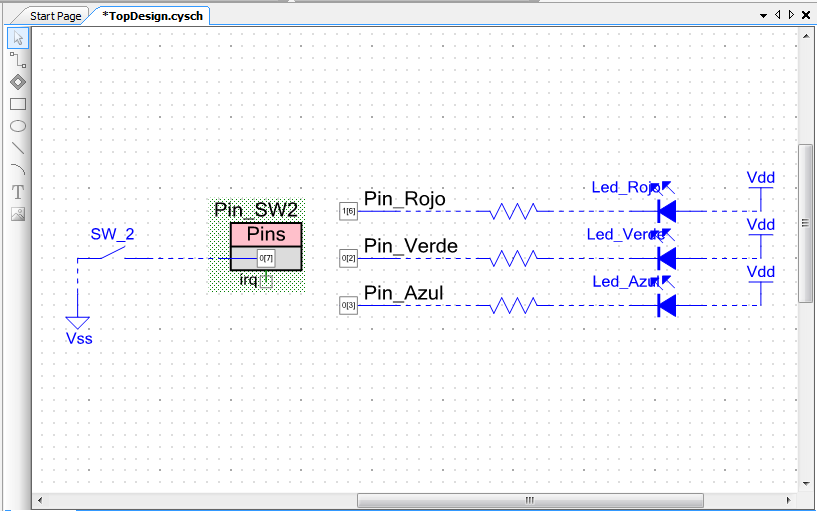 Start Page
*TopDesign.cysch
Pin_SW2
Pins
0[7]
irq
SW_2
Vss
Pin_Rojo
1[6]
Led_Rojo
Vdd
Pin_Verde
0[2]
Led_Verde
Vdd
Pin_Azul
0[3]
Led_Azul
Vdd
T